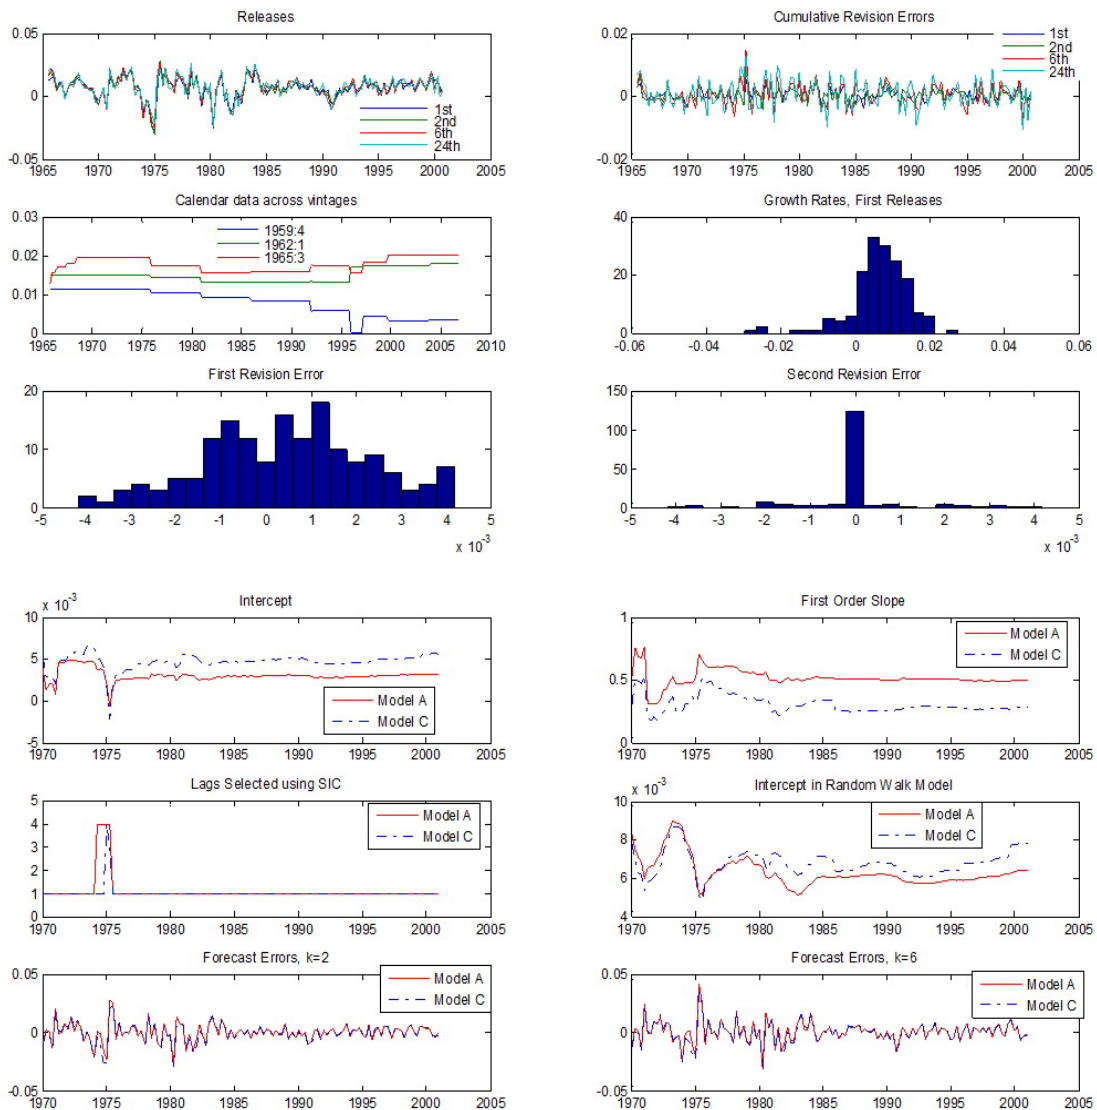 Releases
0.05
0
-0.05
1st
2nd
6th
24th
1965 1970 1975 1980 1985 1990 1995 2000 2005
Cumulative Revision Errors
0.02
0
-0.02
1st
2nd
6th
24th
1965 1970 1975 1980 1985 1990 1995 2000 2005
Calendar data across vintages
0.03
0.02
0.01
0
1959:4
1962:1
1965:3
1965 1970 1975 1980 1985 1990 1995 2000 2005 2010
Growth Rates, First Releases
40
20
0
-0.06 -0.04 -0.02 0 0.02 0.04 0.06
First Revision Error
20
10
0
-5 -4 -3 -2 -1 0 1 2 3 4 5
x 10-3
Second Revision Error
150
100
50
0
-5 -4 -3 -2 -1 0 1 2 3 4 5
x 10-3
x 10-3
Intercept
10
5
0
-5
Model A
Model C
1970 1975 1980 1985 1990 1995 2000 2005
First Order Slope
1
0.5
0
Model A
Model C
1970 1975 1980 1985 1990 1995 2000 2005
Lags Selected using SIC
5
4
3
2
1
0
Model A
Model C
1970 1975 1980 1985 1990 1995 2000 2005
x 10-3
Intercept in Random Walk Model
10
8
6
4
Model A
Model C
1970 1975 1980 1985 1990 1995 2000 2005
Forecast Errors, k=2
0.05
0
-0.05
Model A
Model C
1970 1975 1980 1985 1990 1995 2000 2005
Forecast Errors, k=6
0.05
0
-0.05
Model A
Model C
1970 1975 1980 1985 1990 1995 2000 2005